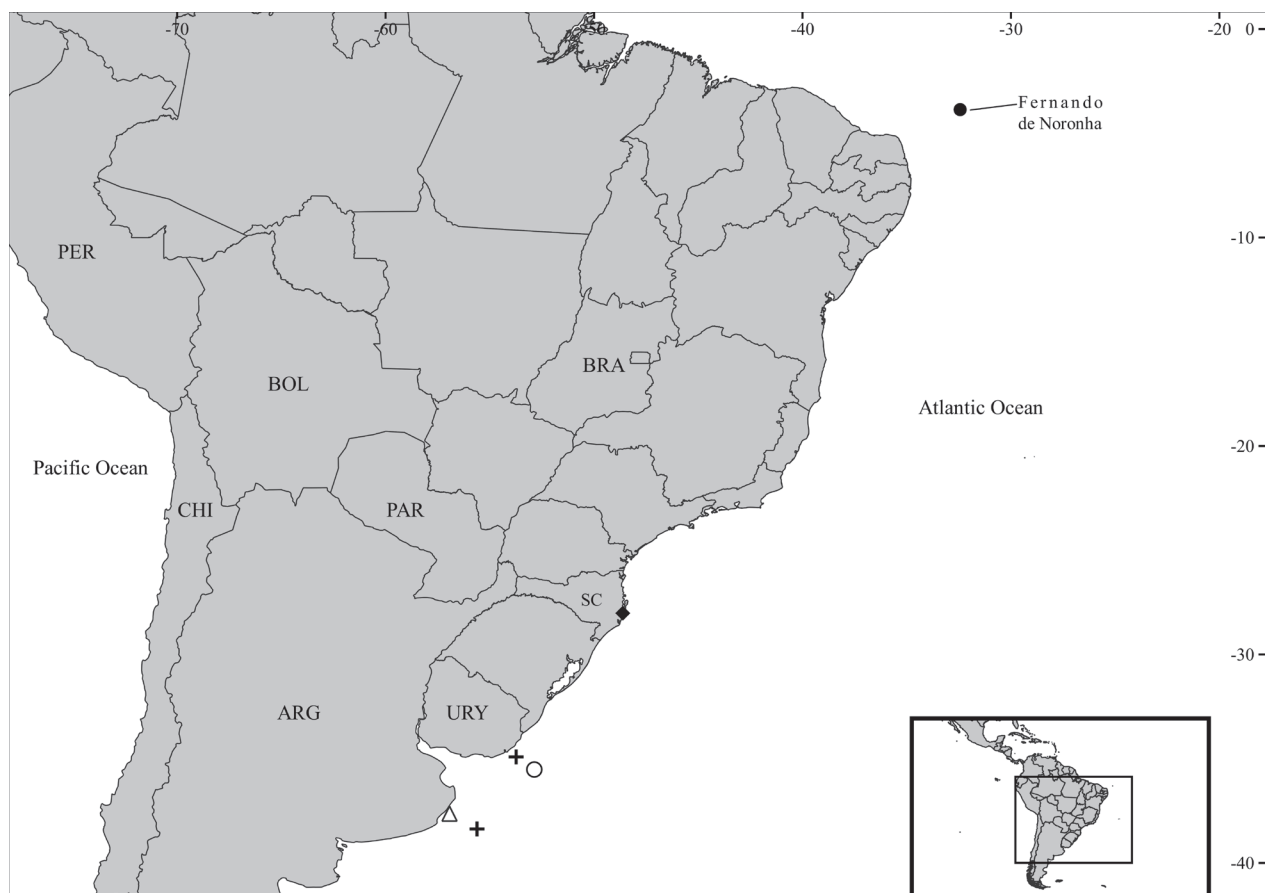 -70
-60
-40
-30
-20
0
Fernando
de Noronha
PER
-10
BRA
BOL
Atlantic Ocean
-20
Pacific Ocean
CHI
PAR
SC
-30
ARG
URY
-40